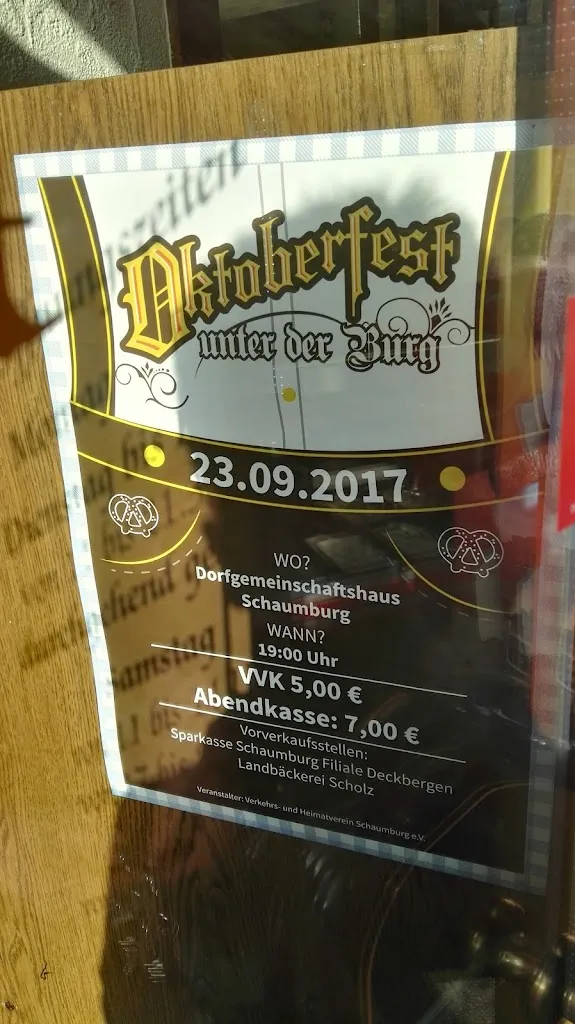 Oktoberfest
unter der Burg
23.09.2017
WO?
Dorfgemeinschaftshaus
Schaumburg
WANN?
19:00 Uhr
VVK 5,00 €
Abendkasse: 7,00 €
Vorverkaufsstellen:
Sparkasse Schaumburg Filiale Deckbergen
Landbäckerei Scholz
Veranstalter: Verkehrs- und Heimatverein Schaumburg e.V.
Samstag